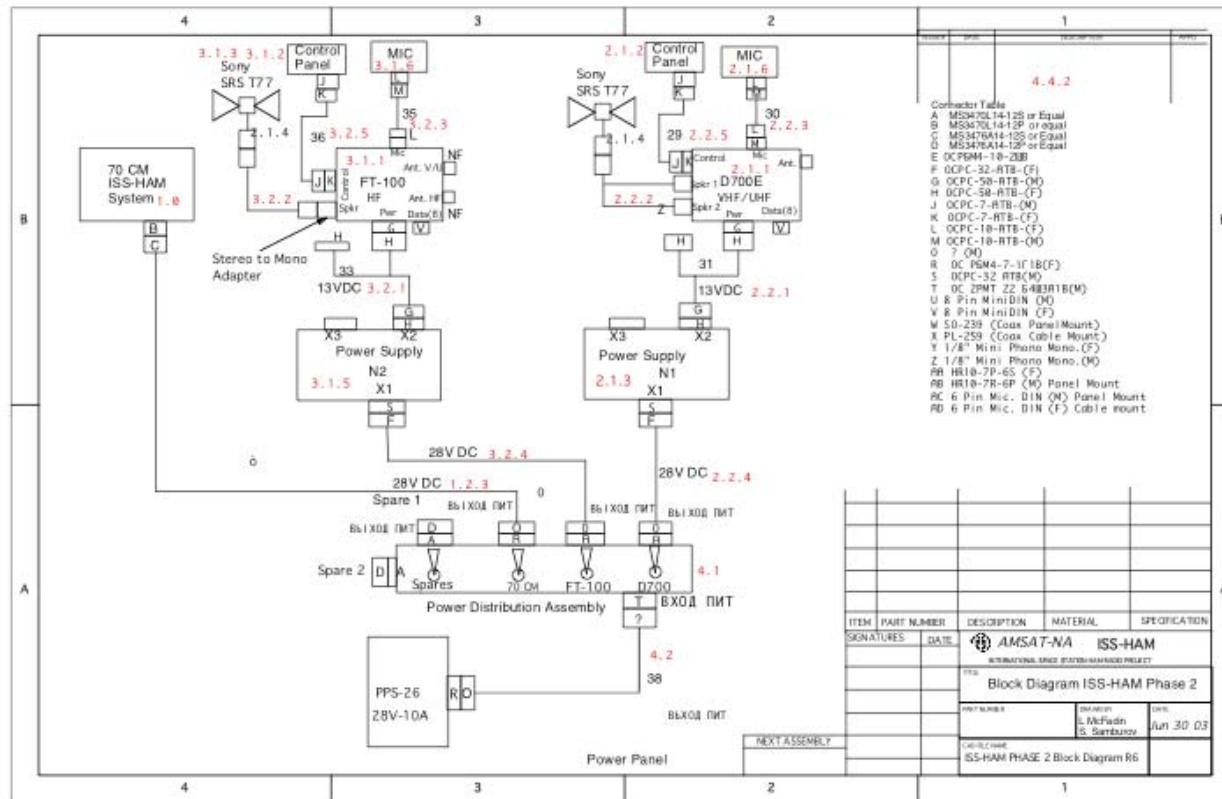 4 3 2 1
3.1.3 3.1.2 Control Panel
Sony SRS T77
MIC
3.1.6
J
K
L
M
35
3.2.3
L
36
3.2.5
2.1.4
3.1.1
Mic
NF
Ant. V/U
FT-100
HF
Control
J K
Ant. HF
NF
Spkr
Pwr
Data(8)
V
3.2.2
G
H
H
Stereo to Mono
Adapter
33
13VDC 3.2.1
G
H
X3 X2
Power Supply
N2
3.1.5
X1
S
F
70 CM
ISS-HAM
System 1.0
B
C
2.1.2
Control
Panel
Sony
SRS T77
MIC
2.1.6
J
K
L
M
30
2.2.3
L
M
29 2.2.5
2.1.4
J K
Control
Mic
2.1.1
Ant.
D700E
VHF/UHF
Spkr 1
Spkr 2
Z
2.2.2
Pwr
Data(8)
V
G
H
H
31
13VDC 2.2.1
G
H
X3 X2
Power Supply
N1
2.1.3
X1
S
F
28V DC 3.2.4
28V DC 1.2.3
28V DC 2.2.4
Spare 1
ВЫХОД ПИТ
ВЫХОД ПИТ
ВЫХОД ПИТ
ВЫХОД ПИТ
D
A
O
R
Spare 2 D A
Spares 70 CM FT-100 D700
4.1
Power Distribution Assembly
T
?
ВХОД ПИТ
4.2
38
PPS-26
28V-10A
R O
ВЫХОД ПИТ
Power Panel
4.4.2
Connector Table
A MS3470L14-12S or Equal
B MS3470L14-12P or equal
C MS3476A14-12S or Equal
D MS3476A14-12P or Equal
F OCPC-32-ATB-(F)
G OCPC-50-ATB-(M)
H OCPC-50-ATB-(F)
J OCPC-7-ATB-(M)
K OCPC-7-ATB-(F)
L OCPC-10-ATB-(F)
M OCPC-10-ATB-(M)
O ? (M)
S OCPC-32 ATB(M)
U 8 Pin MiniDIN (M)
V 8 Pin MiniDIN (F)
W SO-239 (Coax PanelMount)
X PL-259 (Coax Cable Mount)
Y 1/8" Mini Phono Mono.(F)
Z 1/8" Mini Phono Mono.(M)
AA HR10-7P-6S (F)
AB HR10-7R-6P (M) Panel Mount
AC 6 Pin Mic. DIN (M) Panel Mount
AD 6 Pin Mic. DIN (F) Cable mount
ITEM PART NUMBER DESCRIPTION MATERIAL SPECIFICATION
SIGNATURES DATE
AMSAT-NA ISS-HAM
INTERNATIONAL SPACE STATION HAM RADIO PROJECT
TITLE
Block Diagram ISS-HAM Phase 2
PART NUMBER
DRAWN BY
L McFadin
S. Samburov
DATE
Jun 30 03
NEXT ASSEMBLY
CAD FILE NAME
ISS-HAM PHASE 2 Block Diagram R6
B
A
4 3 2 1